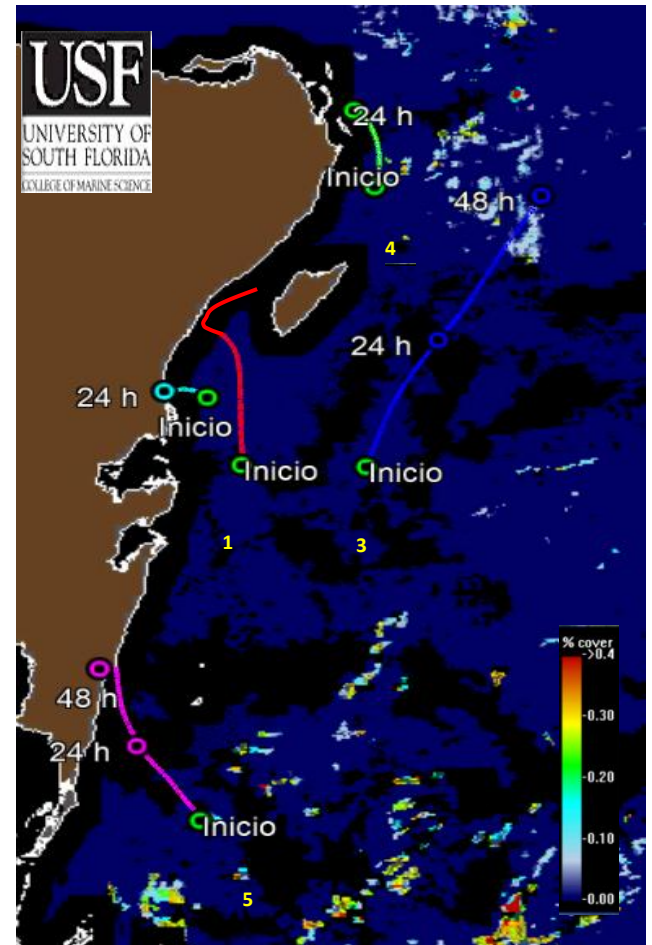 USF
UNIVERSITY OF
SOUTH FLORIDA
COLLEGE OF MARINE SCIENCE
24 h
Inicio
48 h
4
24 h
24 h
Inicio
Inicio
Inicio
1
3
% cover
->0.4
-0.30
-0.20
-0.10
-0.00
48 h
24 h
Inicio
5